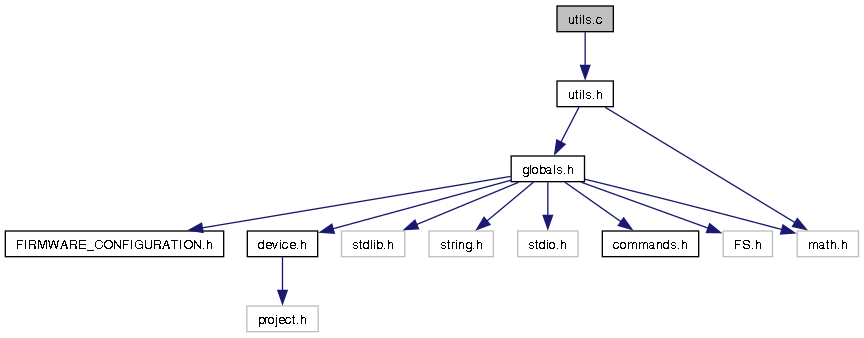 utils.c
utils.h
globals.h
FIRMWARE_CONFIGURATION.h
device.h
stdlib.h
string.h
stdio.h
commands.h
FS.h
math.h
project.h